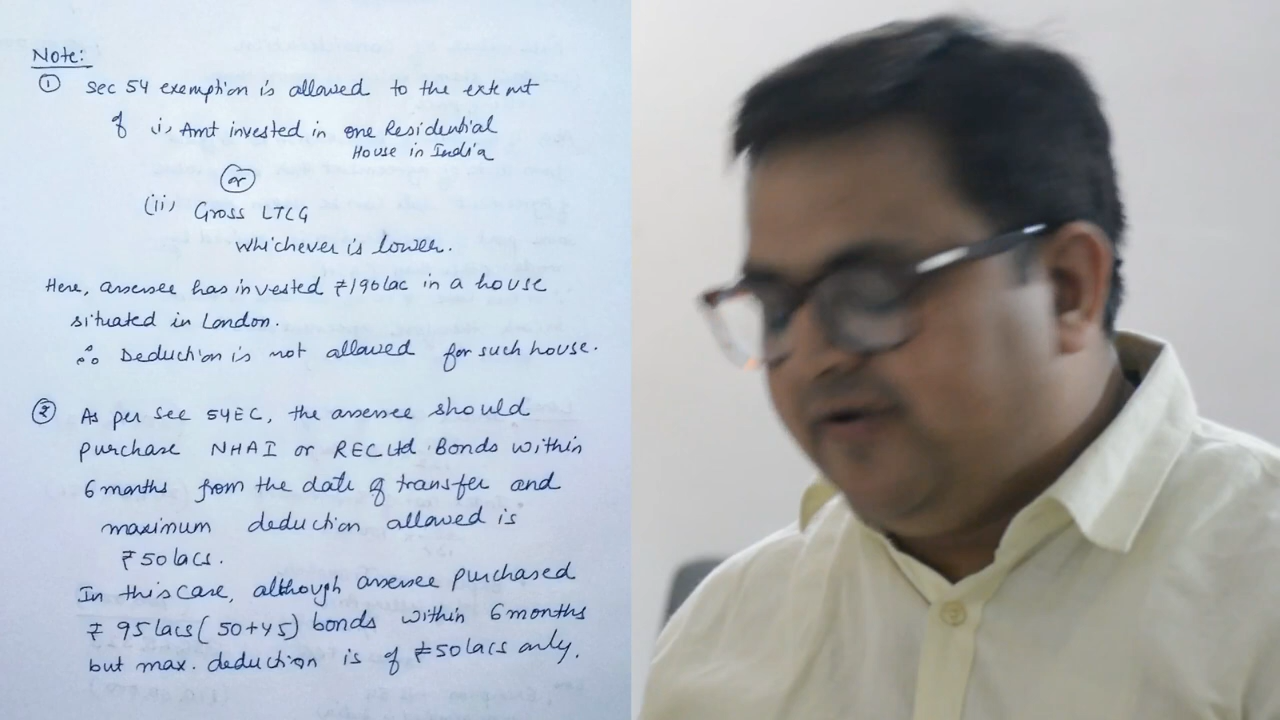 Note:
① Sec 54 exemption is allowed to the extent
of (i) Amt invested in one Residential
House in India
or
(ii) Gross LTCG
Whichever is lower.
Here, assessee has invested ₹190 lac in a house
situated in London.
∴ Deduction is not allowed for such house.
② As per Sec 54EC, the assessee should
purchase NHAI or REC Ltd. Bonds within
6 months from the date of transfer and
maximum deduction allowed is
₹50 lacs.
In this case, although assessee purchased
₹95 lacs (50+45) bonds within 6 months
but max. deduction is of ₹50 lacs only.